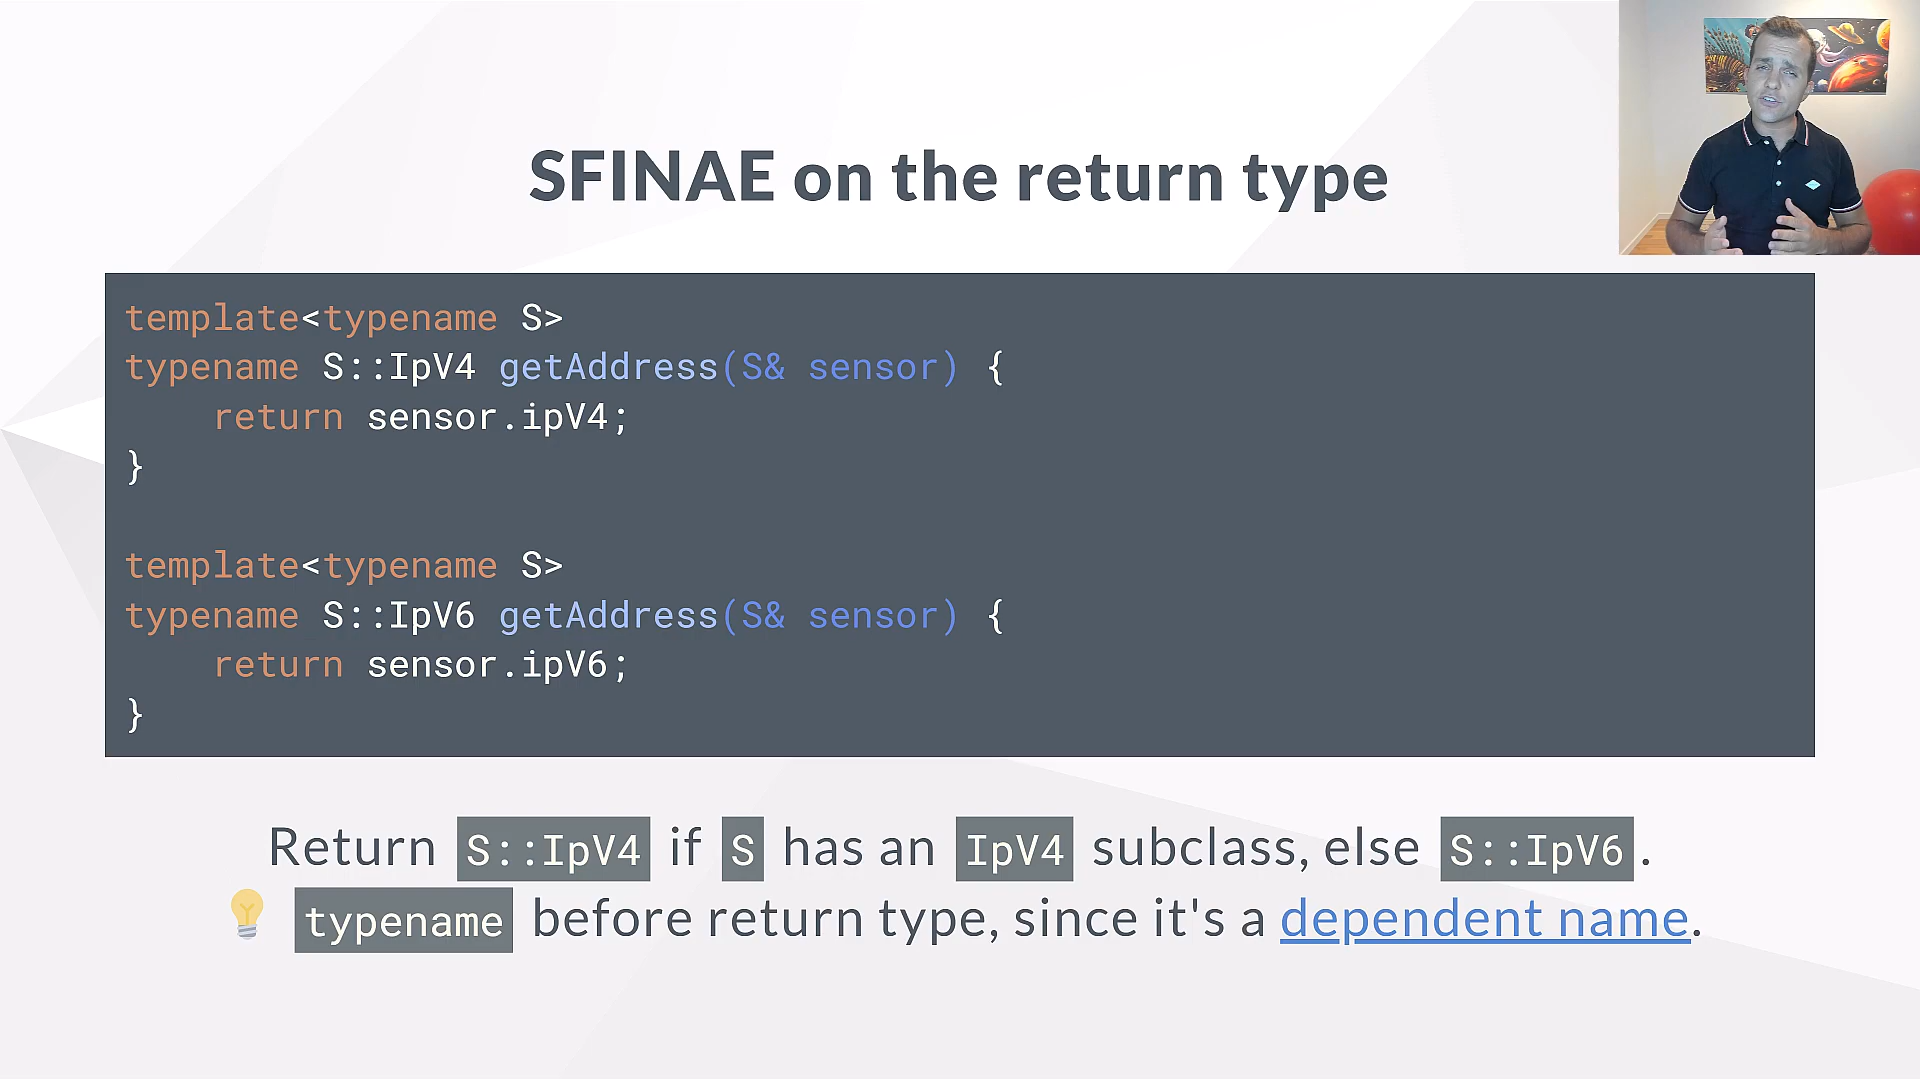 SFINAE on the return type
template<typename S>
typename S::IpV4 getAddress(S& sensor) {
    return sensor.ipV4;
}
template<typename S>
typename S::IpV6 getAddress(S& sensor) {
    return sensor.ipV6;
}
Return S::IpV4 if S has an IpV4 subclass, else S::IpV6.
typename before return type, since it's a dependent name.